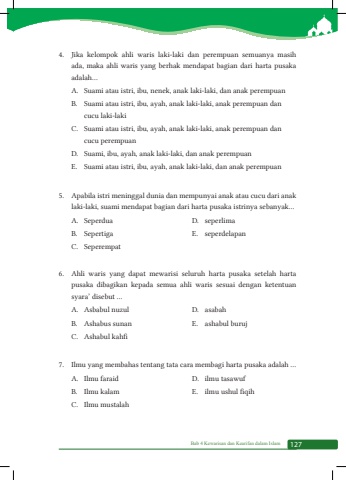 4. Jika kelompok ahli waris laki-laki dan perempuan semuanya masih
ada, maka ahli waris yang berhak mendapat bagian dari harta pusaka
adalah...
A. Suami atau istri, ibu, nenek, anak laki-laki, dan anak perempuan
B. Suami atau istri, ibu, ayah, anak laki-laki, anak perempuan dan
cucu laki-laki
C. Suami atau istri, ibu, ayah, anak laki-laki, anak perempuan dan
cucu perempuan
D. Suami, ibu, ayah, anak laki-laki, dan anak perempuan
E. Suami atau istri, ibu, ayah, anak laki-laki, dan anak perempuan
5. Apabila istri meninggal dunia dan mempunyai anak atau cucu dari anak
laki-laki, suami mendapat bagian dari harta pusaka istrinya sebanyak...
A. Seperdua
B. Sepertiga
C. Seperempat
D. seperlima
E. seperdelapan
6. Ahli waris yang dapat mewarisi seluruh harta pusaka setelah harta
pusaka dibagikan kepada semua ahli waris sesuai dengan ketentuan
syara' disebut ...
A. Asbabul nuzul
B. Ashabus sunan
C. Ashabul kahfi
D. asabah
E. ashabul buruj
7. Ilmu yang membahas tentang tata cara membagi harta pusaka adalah ...
A. Ilmu faraid
B. Ilmu kalam
C. Ilmu mustalah
D. ilmu tasawuf
E. ilmu ushul fiqih
Bab 4 Kewarisan dan Kearifan dalam Islam 127